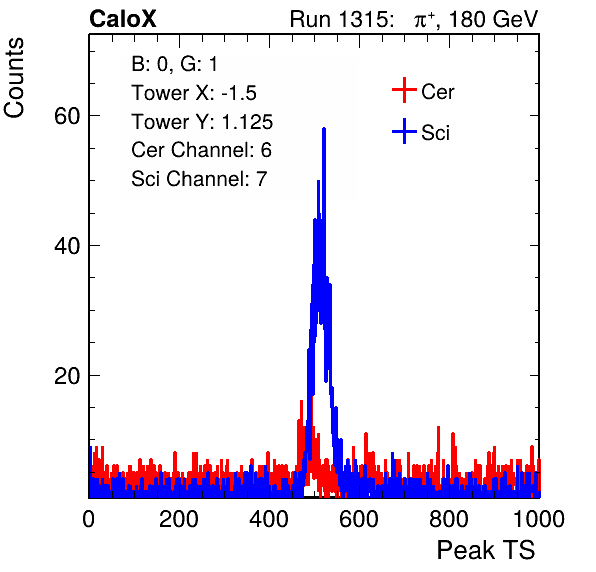 CaloX Run 1315: π⁺, 180 GeV
Counts
B: 0, G: 1
Tower X: -1.5
Tower Y: 1.125
Cer Channel: 6
Sci Channel: 7
Cer
Sci
60
40
20
0 200 400 600 800 1000
Peak TS